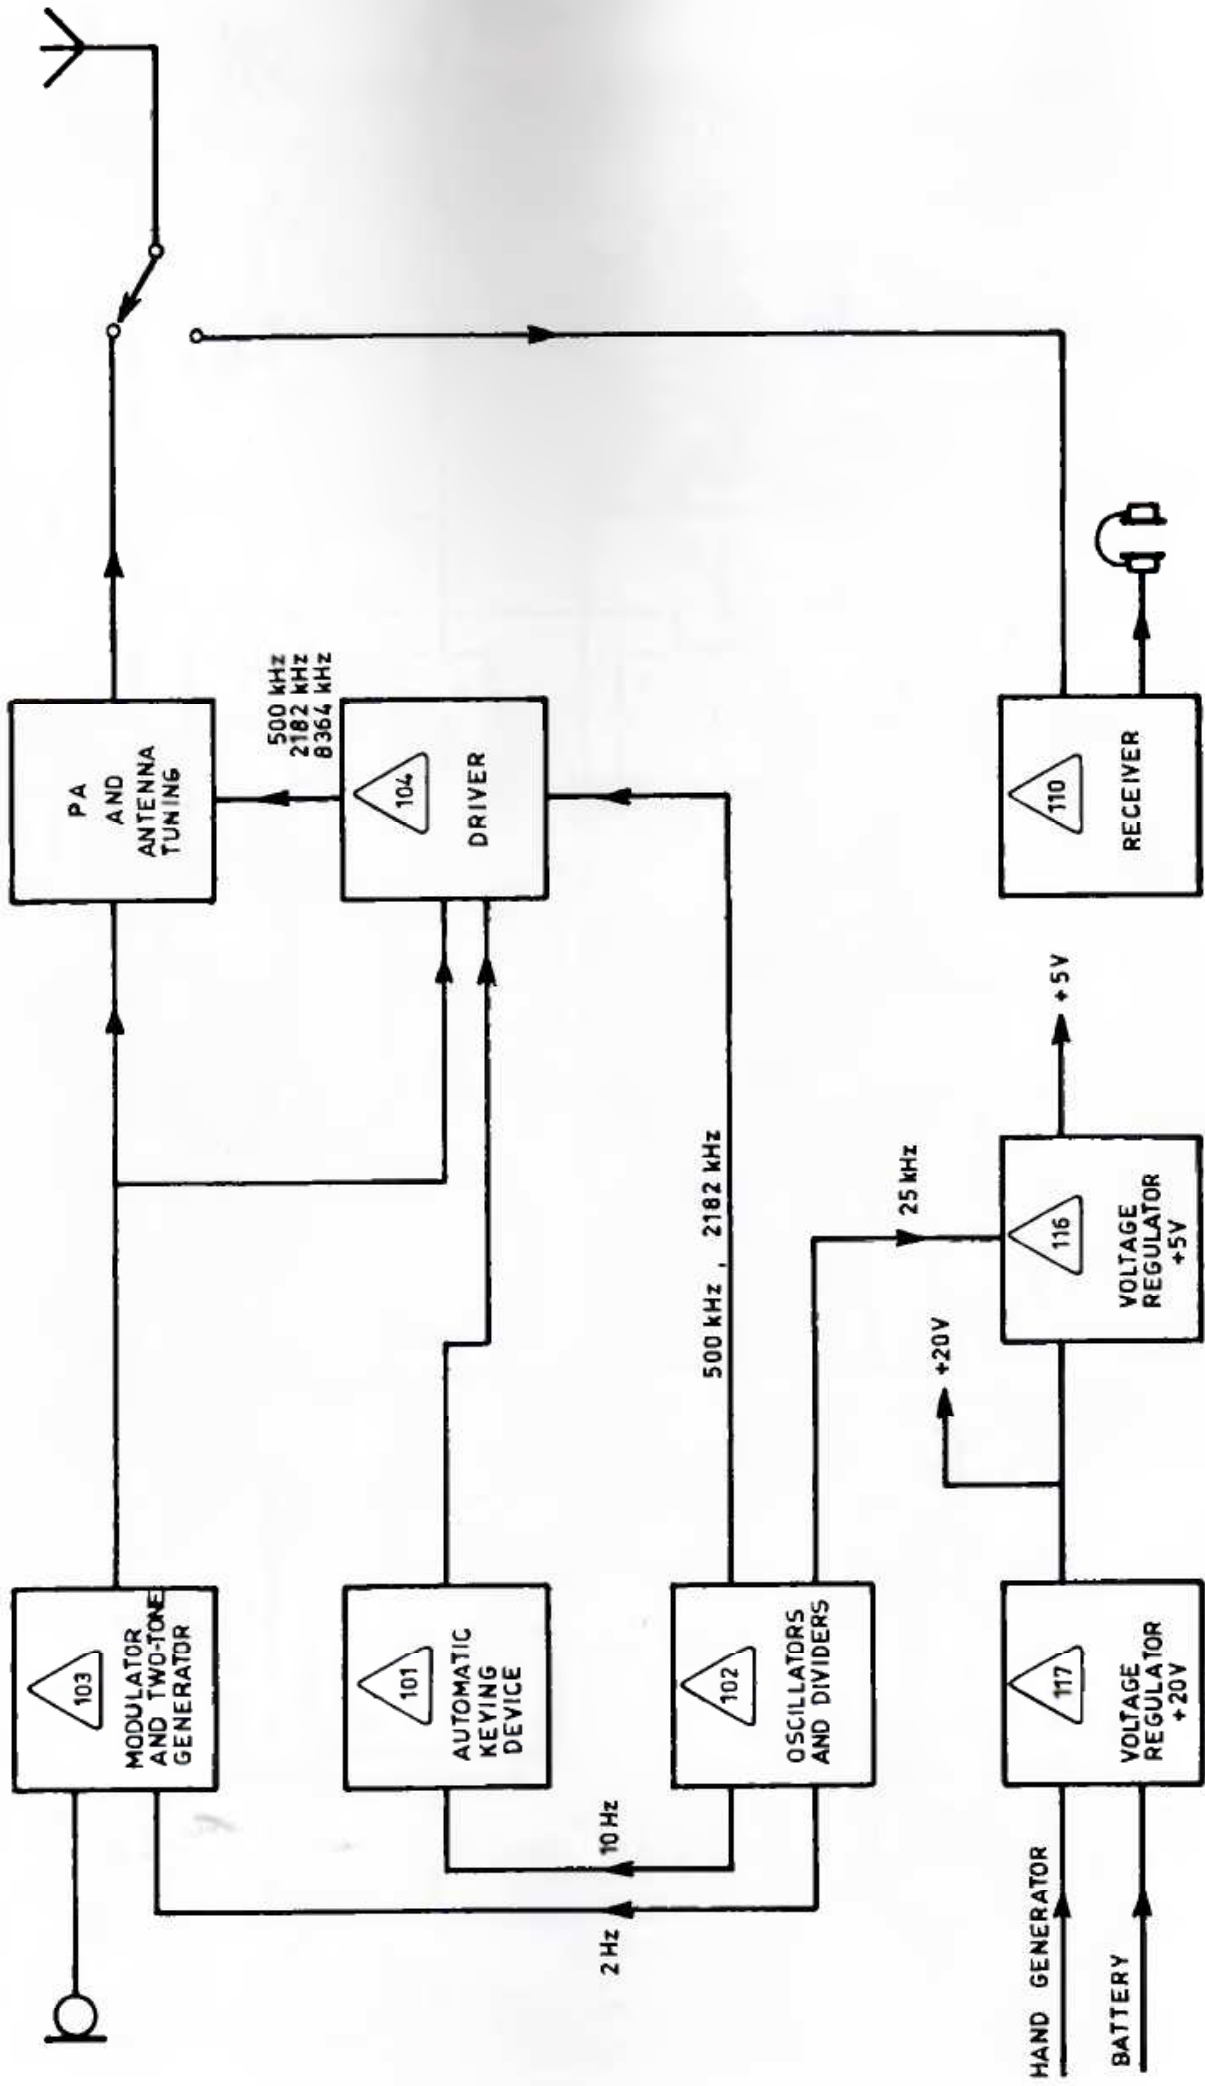 103
MODULATOR
AND TWO-TONE
GENERATOR
PA
AND
ANTENNA
TUNING
500 kHz
2182 kHz
8364 kHz
101
AUTOMATIC
KEYING
DEVICE
104
DRIVER
2 Hz
10 Hz
500 kHz , 2182 kHz
102
OSCILLATORS
AND DIVIDERS
25 kHz
+20V
+5V
HAND GENERATOR
BATTERY
117
VOLTAGE
REGULATOR
+20V
116
VOLTAGE
REGULATOR
+5V
110
RECEIVER